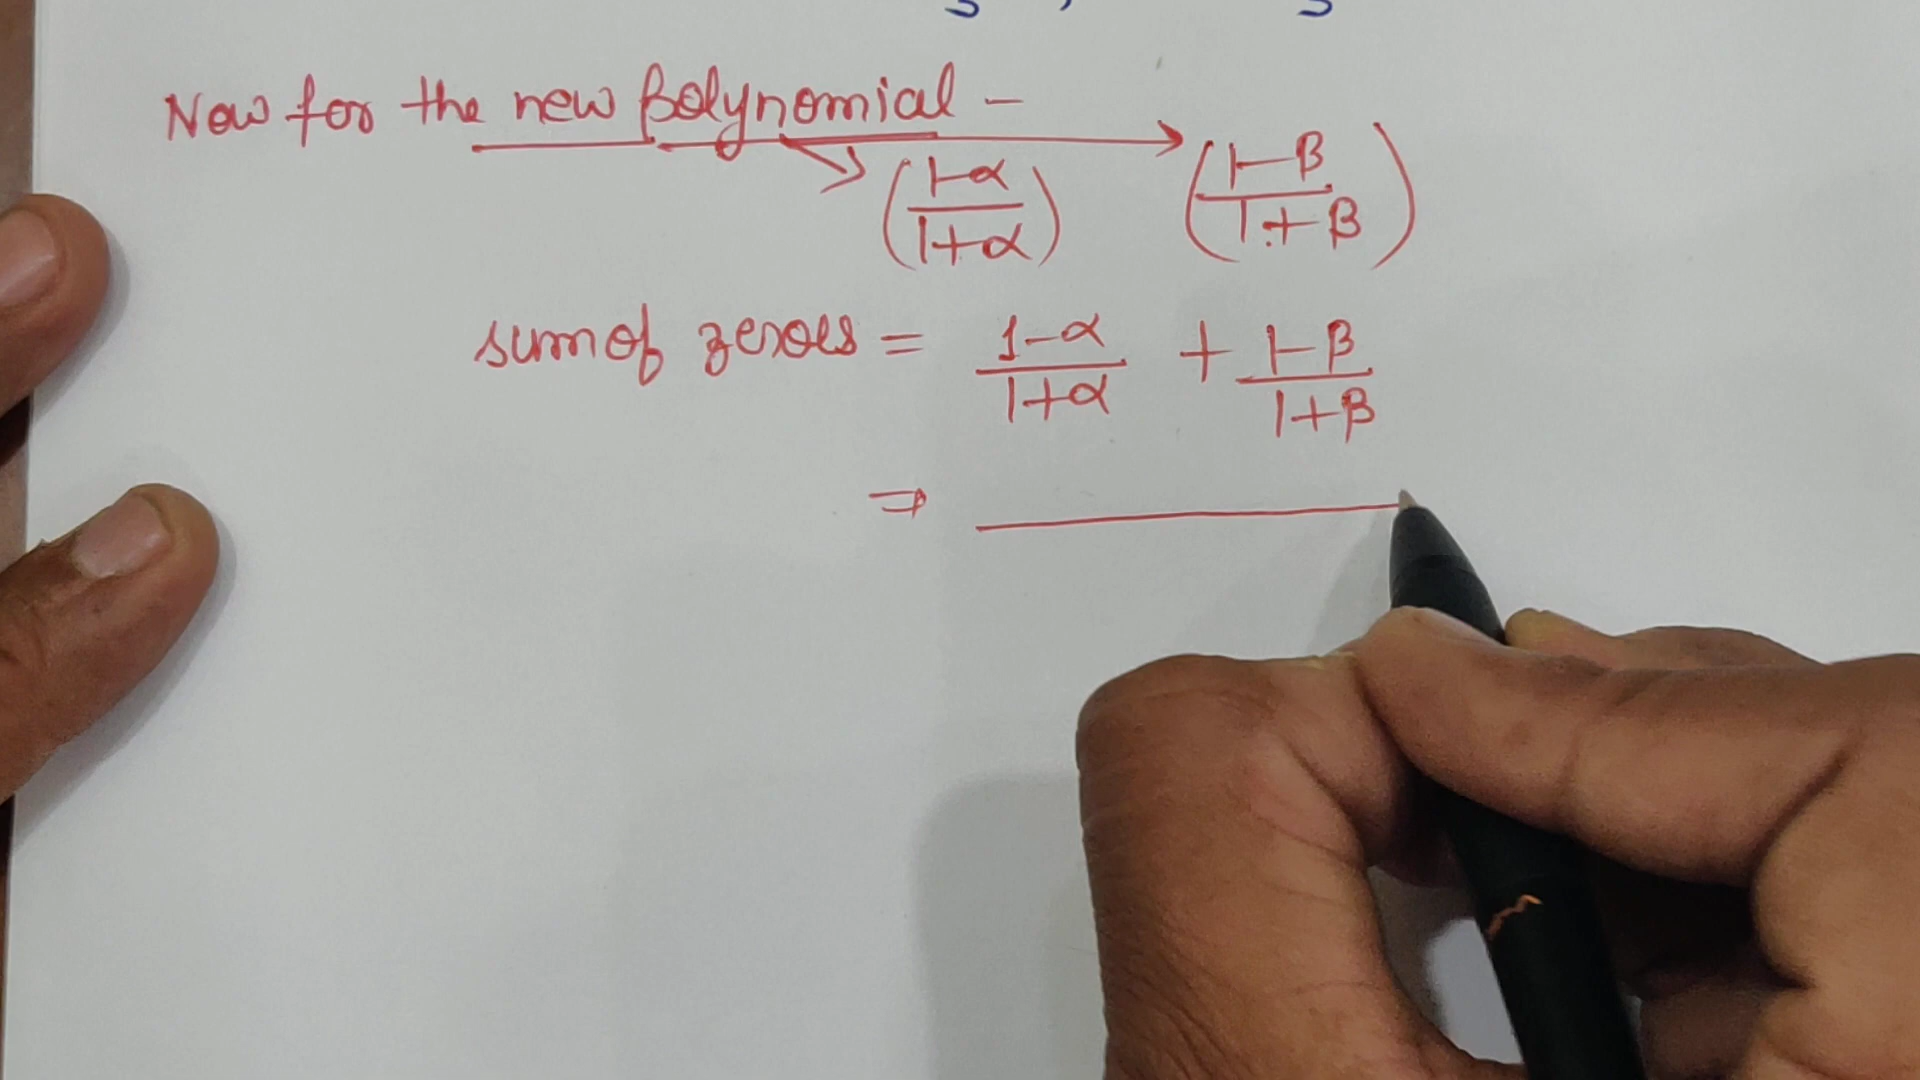 Now for the new polynomial -
(1-α/1+α) (1-β/1+β)
sum of zeroes = 1-α/1+α + 1-β/1+β
⇒